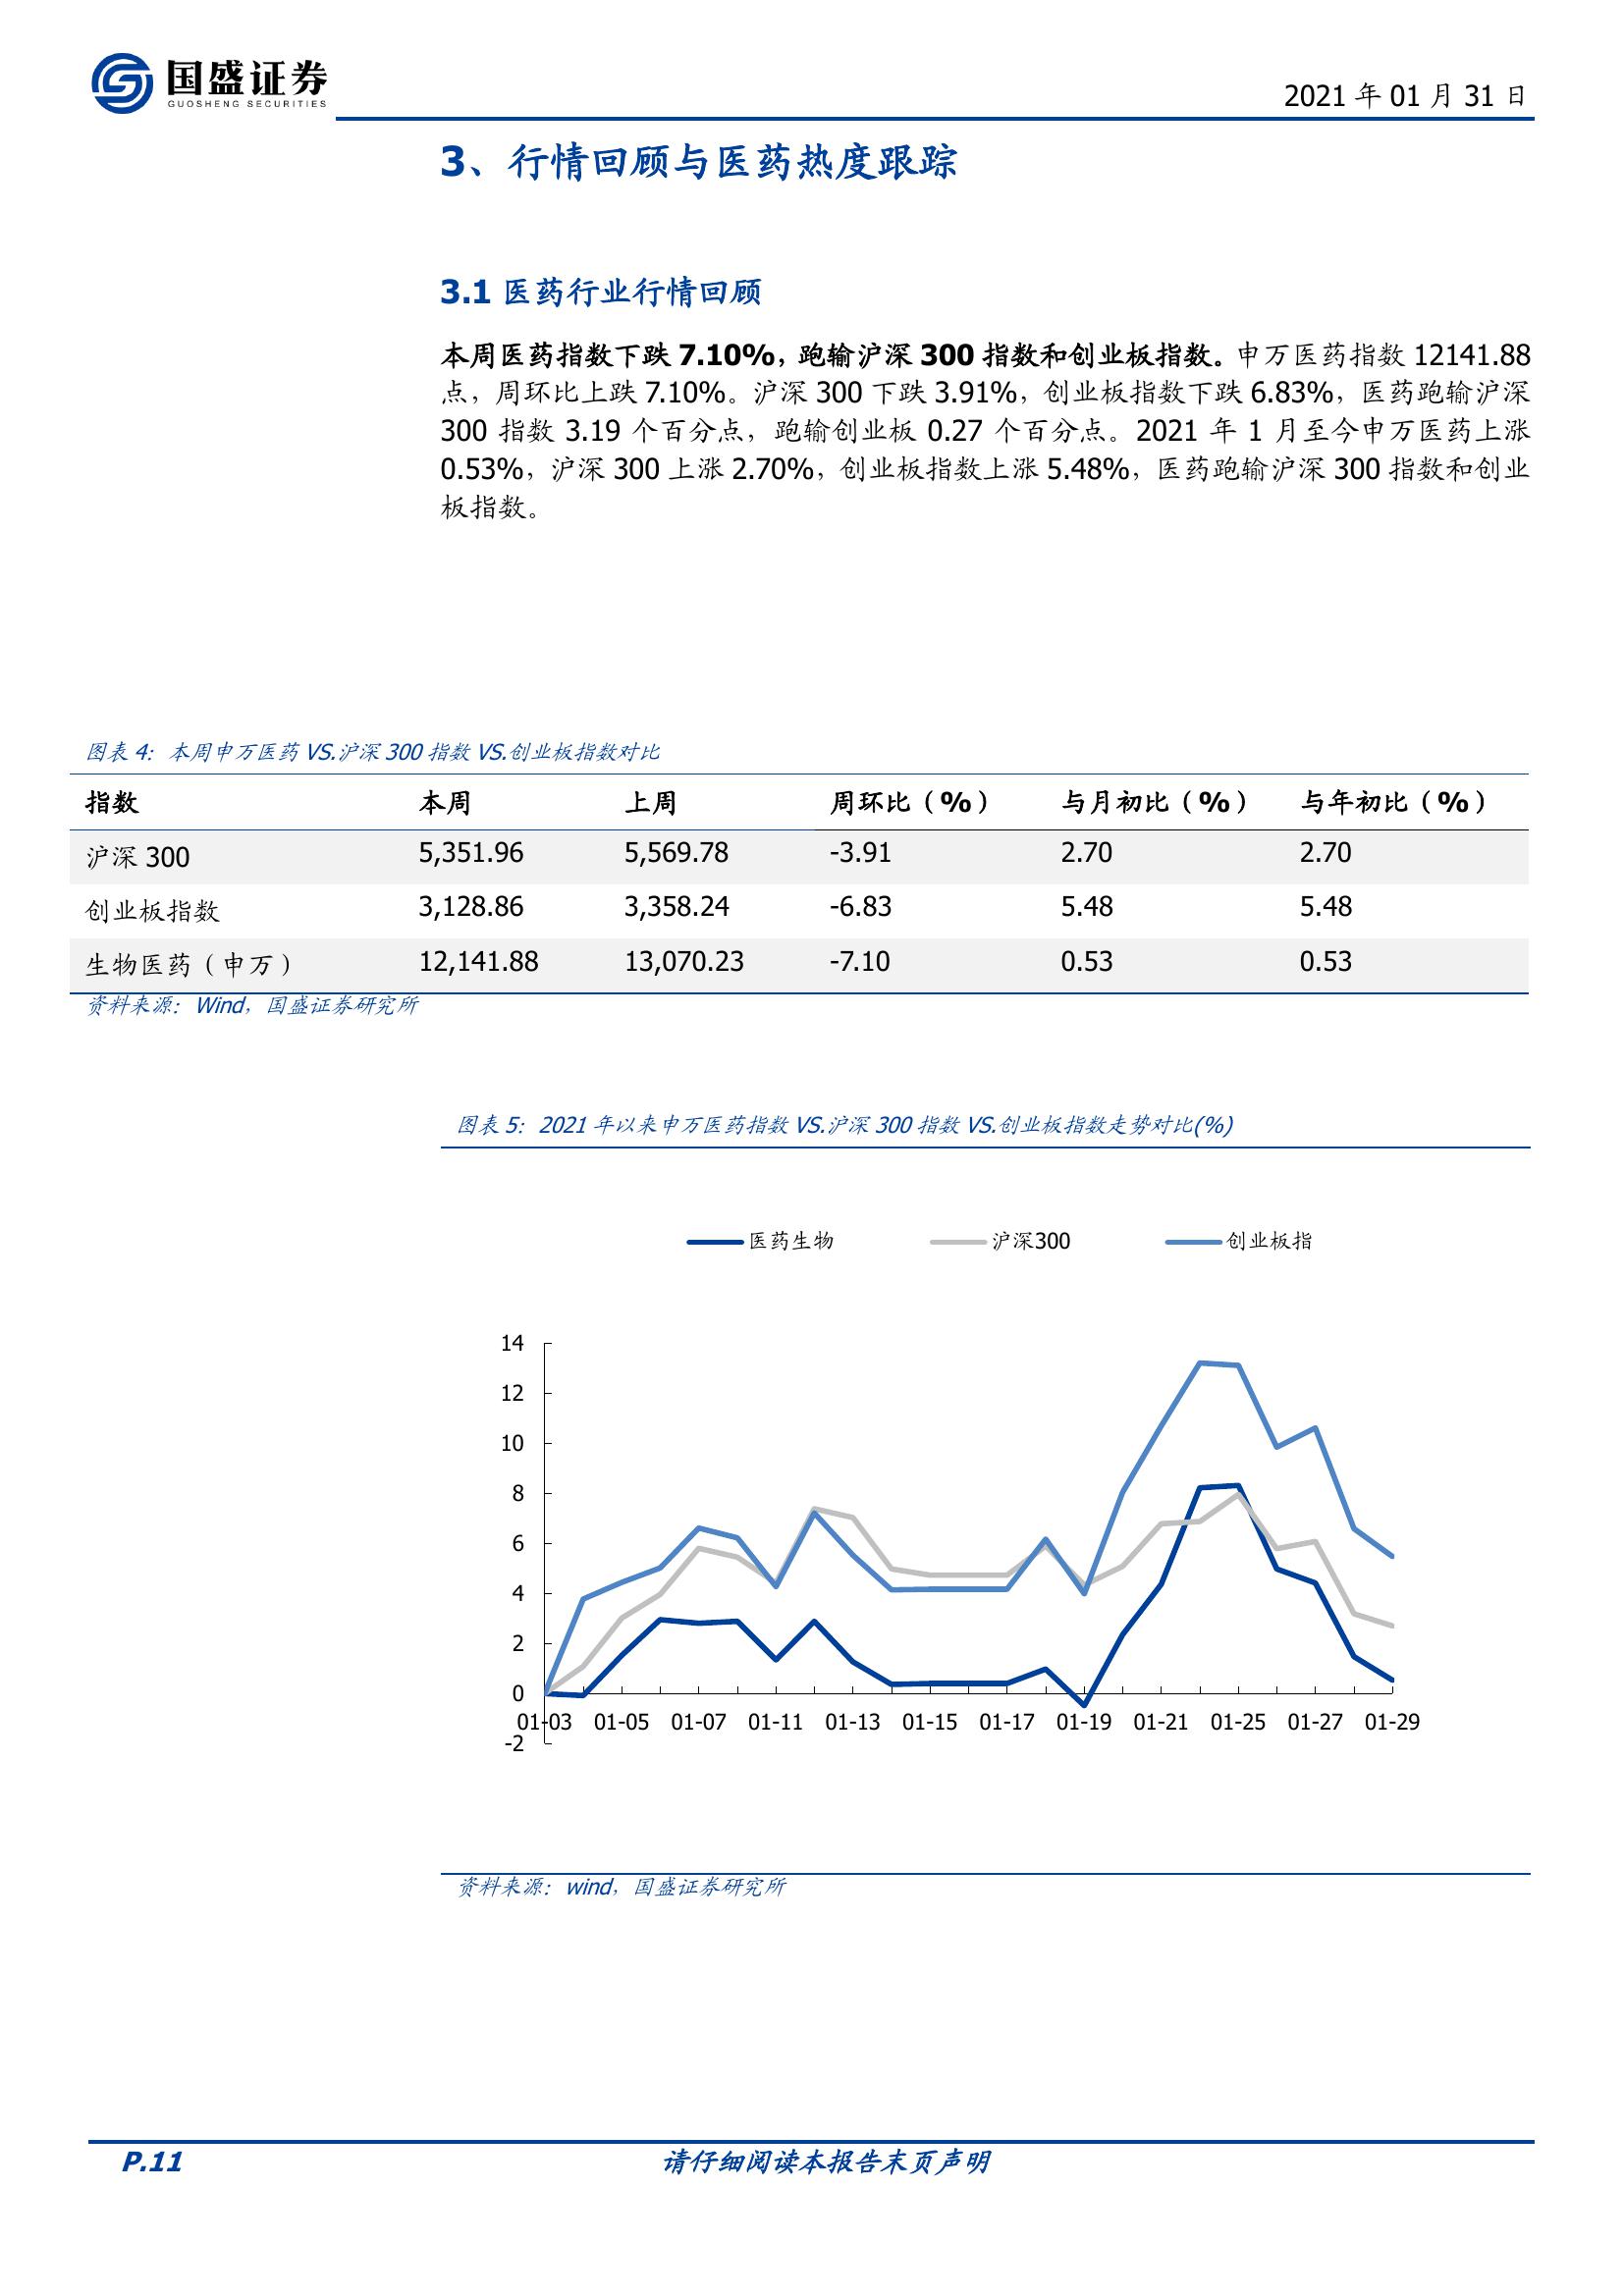 国盛证券
GUOSHENG SECURITIES
2021 年 01 月 31 日
3、行情回顾与医药热度跟踪
3.1 医药行业行情回顾
本周医药指数下跌 7.10%，跑输沪深 300 指数和创业板指数。申万医药指数 12141.88
点，周环比上跌 7.10%。沪深 300 下跌 3.91%，创业板指数下跌 6.83%，医药跑输沪深
300 指数 3.19 个百分点，跑输创业板 0.27 个百分点。2021 年 1 月至今申万医药上涨
0.53%，沪深 300 上涨 2.70%，创业板指数上涨 5.48%，医药跑输沪深 300 指数和创业
板指数。
图表 4：本周申万医药 VS.沪深 300 指数 VS.创业板指数对比
指数 本周 上周 周环比（%） 与月初比（%） 与年初比（%）
沪深 300 5,351.96 5,569.78 -3.91 2.70 2.70
创业板指数 3,128.86 3,358.24 -6.83 5.48 5.48
生物医药（申万） 12,141.88 13,070.23 -7.10 0.53 0.53
资料来源：Wind，国盛证券研究所
图表 5：2021 年以来申万医药指数 VS.沪深 300 指数 VS.创业板指数走势对比(%)
医药生物 沪深300 创业板指
14
12
10
8
6
4
2
0
01-03 01-05 01-07 01-11 01-13 01-15 01-17 01-19 01-21 01-25 01-27 01-29
-2
资料来源：wind，国盛证券研究所
P.11 请仔细阅读本报告末页声明